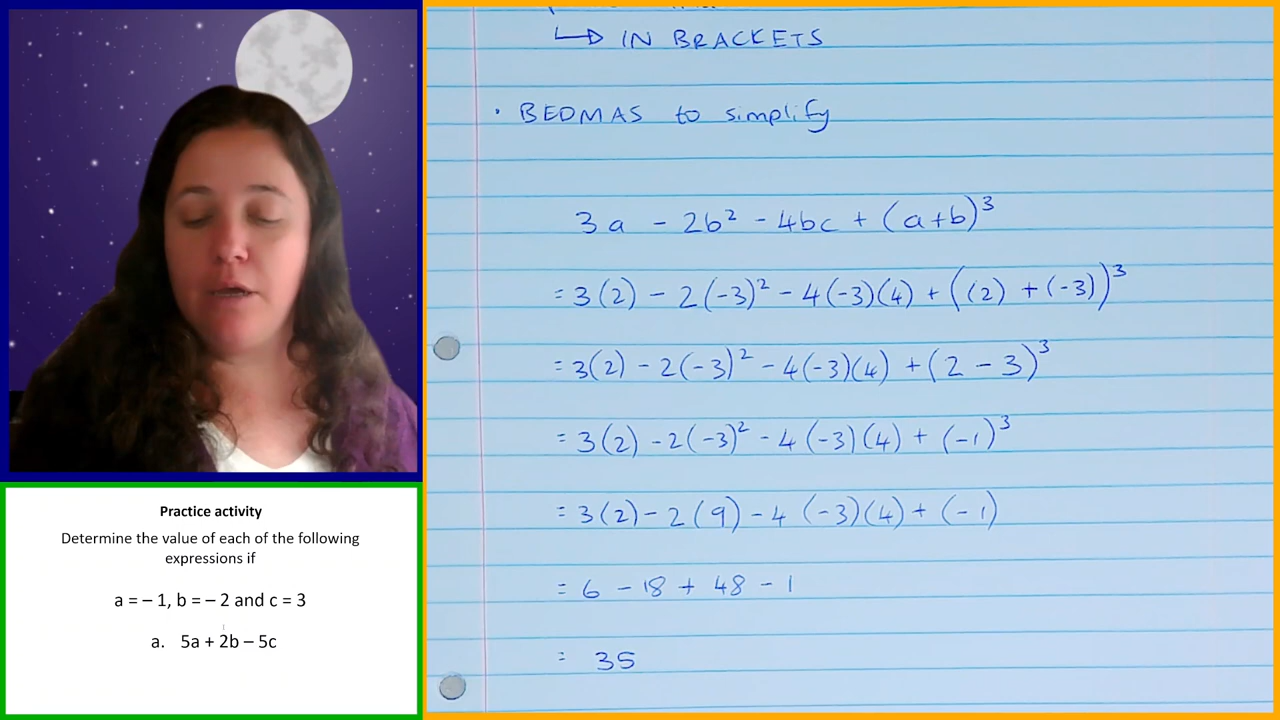 ↳ IN BRACKETS
• BEDMAS to simplify
3a - 2b² - 4bc + (a+b)³
= 3(2) - 2(-3)² - 4(-3)(4) + ((2) + (-3))³
= 3(2) - 2(-3)² - 4(-3)(4) + (2 - 3)³
= 3(2) - 2(-3)² - 4(-3)(4) + (-1)³
= 3(2) - 2(9) - 4 (-3)(4) + (-1)
= 6 - 18 + 48 - 1
= 35
Practice activity
Determine the value of each of the following
expressions if
a = – 1, b = – 2 and c = 3
a. 5a + 2b – 5c